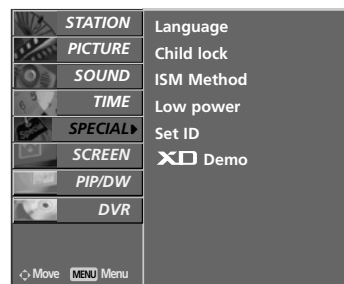 STATION
PICTURE
SOUND
TIME
SPECIAL
SCREEN
PIP/DW
DVR
Move MENU Menu
Language
Child lock
ISM Method
Low power
Set ID
XD Demo